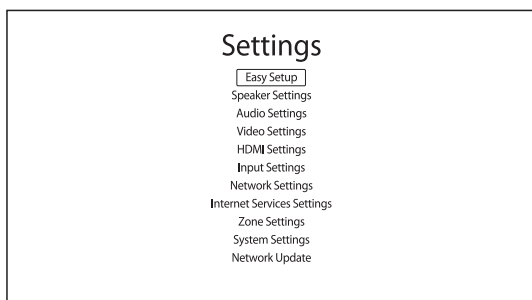 Settings
Easy Setup
Speaker Settings
Audio Settings
Video Settings
HDMI Settings
Input Settings
Network Settings
Internet Services Settings
Zone Settings
System Settings
Network Update